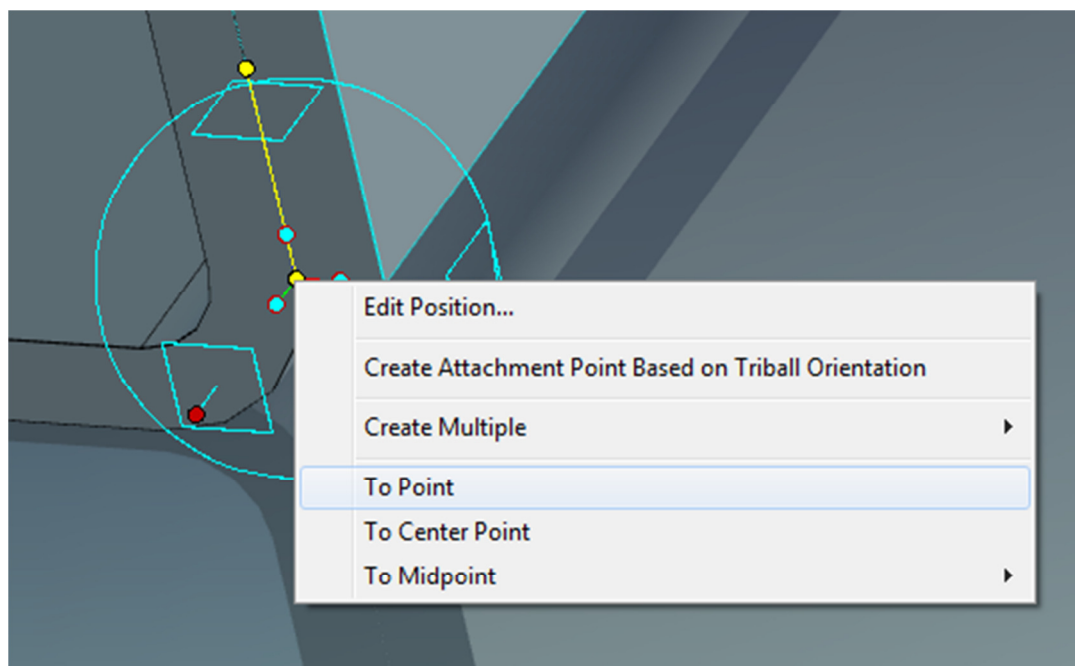 Edit Position...
Create Attachment Point Based on Triball Orientation
Create Multiple
To Point
To Center Point
To Midpoint